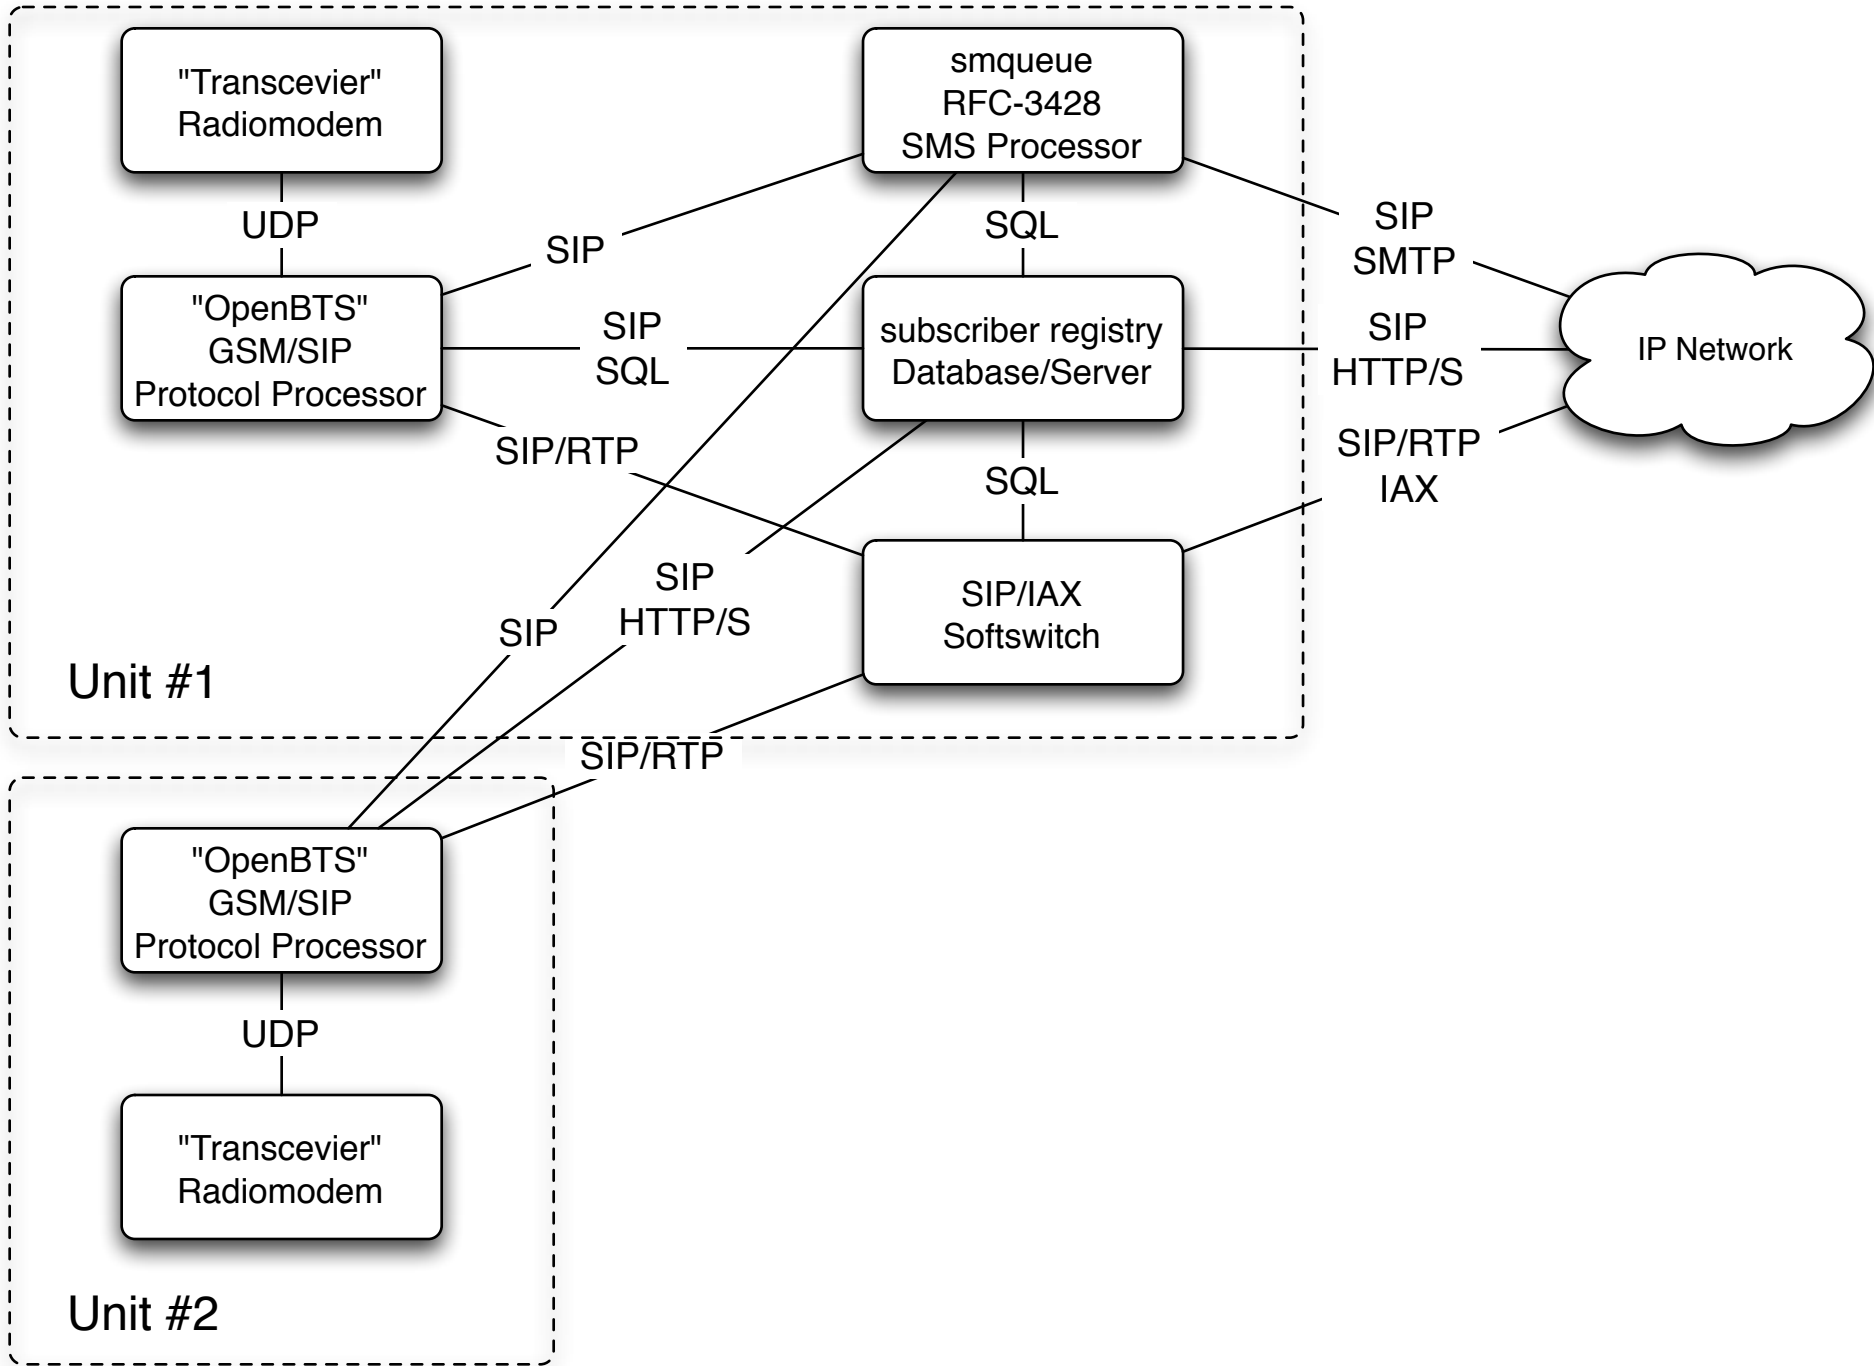 "Transcevier"
Radiomodem
smqueue
RFC-3428
SMS Processor
UDP
SIP
SQL
SIP
SMTP
"OpenBTS"
GSM/SIP
Protocol Processor
SIP
SQL
subscriber registry
Database/Server
SIP
HTTP/S
IP Network
SIP/RTP
SQL
SIP/RTP
IAX
SIP
SIP
HTTP/S
SIP/IAX
Softswitch
Unit #1
SIP/RTP
"OpenBTS"
GSM/SIP
Protocol Processor
UDP
"Transcevier"
Radiomodem
Unit #2